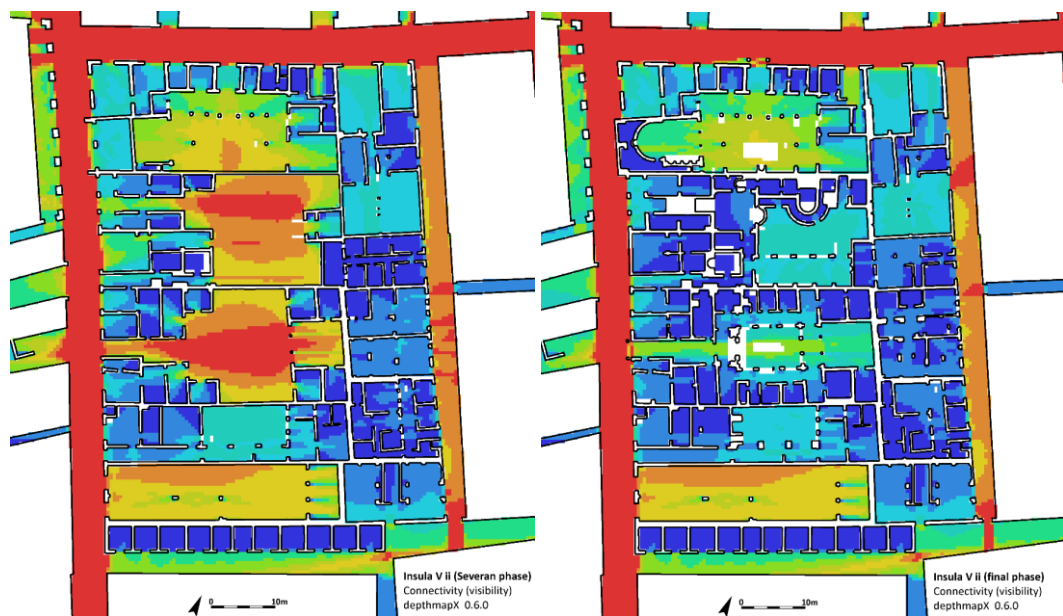 Insula V ii (Severan phase)
Connectivity (visibility)
depthmapX 0.6.0
0 10m
Insula V ii (final phase)
Connectivity (visibility)
depthmapX 0.6.0
0 10m